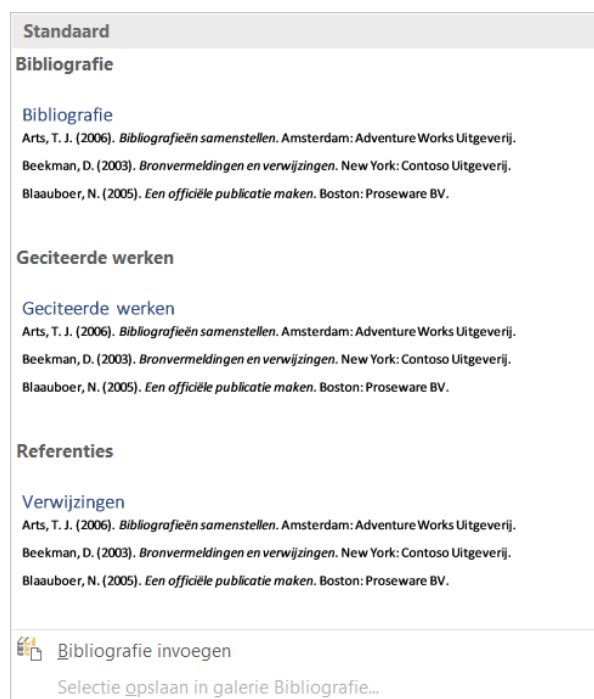 Standaard
Bibliografie
Bibliografie
Arts, T. J. (2006). Bibliografieën samenstellen. Amsterdam: Adventure Works Uitgeverij.
Beekman, D. (2003). Bronvermeldingen en verwijzingen. New York: Contoso Uitgeverij.
Blaauboer, N. (2005). Een officiële publicatie maken. Boston: Proseware BV.
Geciteerde werken
Geciteerde werken
Arts, T. J. (2006). Bibliografieën samenstellen. Amsterdam: Adventure Works Uitgeverij.
Beekman, D. (2003). Bronvermeldingen en verwijzingen. New York: Contoso Uitgeverij.
Blaauboer, N. (2005). Een officiële publicatie maken. Boston: Proseware BV.
Referenties
Verwijzingen
Arts, T. J. (2006). Bibliografieën samenstellen. Amsterdam: Adventure Works Uitgeverij.
Beekman, D. (2003). Bronvermeldingen en verwijzingen. New York: Contoso Uitgeverij.
Blaauboer, N. (2005). Een officiële publicatie maken. Boston: Proseware BV.
Bibliografie invoegen
Selectie opslaan in galerie Bibliografie...